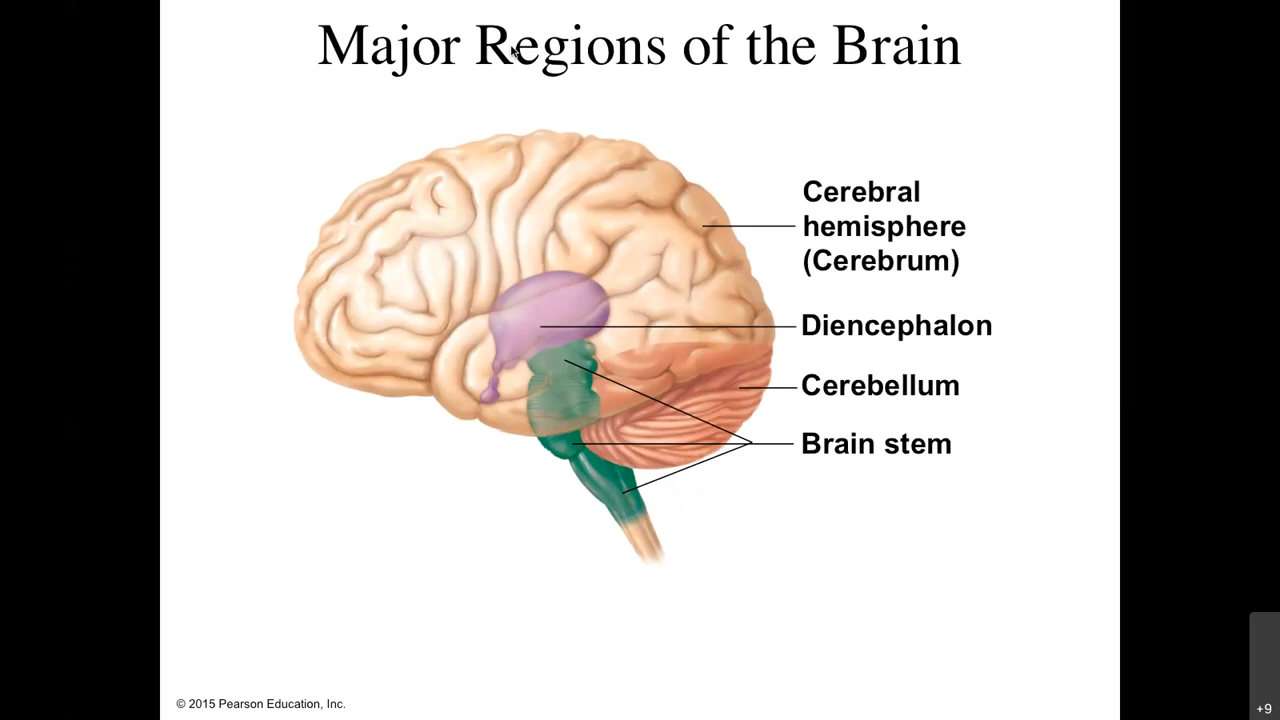 Major Regions of the Brain
Cerebral
hemisphere
(Cerebrum)
Diencephalon
Cerebellum
Brain stem
© 2015 Pearson Education, Inc.
+9